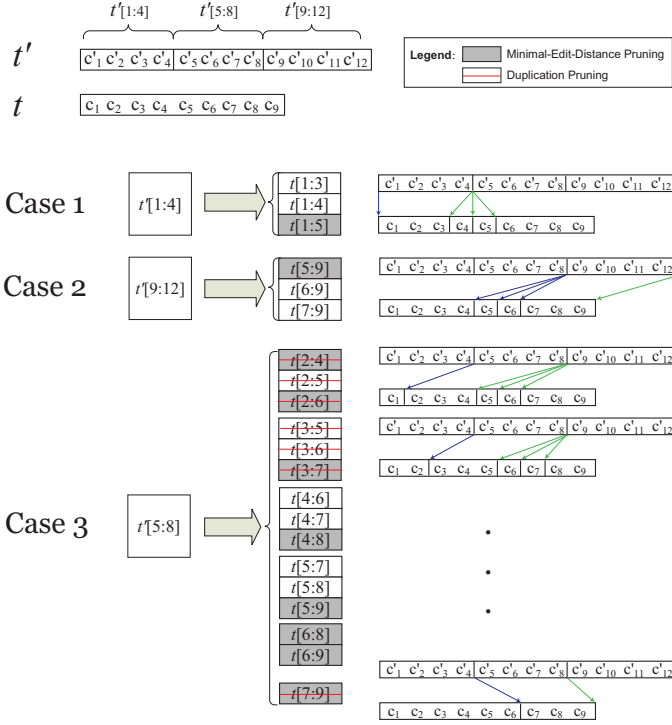 t'[1:4] t'[5:8] t'[9:12]
t' c'1 c'2 c'3 c'4 c'5 c'6 c'7 c'8 c'9 c'10 c'11 c'12
Legend: Minimal-Edit-Distance Pruning
Duplication Pruning
t c1 c2 c3 c4 c5 c6 c7 c8 c9
Case 1
t'[1:4]
t[1:3]
t[1:4]
t[1:5]
c'1 c'2 c'3 c'4 c'5 c'6 c'7 c'8 c'9 c'10 c'11 c'12
c1 c2 c3 c4 c5 c6 c7 c8 c9
Case 2
t'[9:12]
t[5:9]
t[6:9]
t[7:9]
c'1 c'2 c'3 c'4 c'5 c'6 c'7 c'8 c'9 c'10 c'11 c'12
c1 c2 c3 c4 c5 c6 c7 c8 c9
Case 3
t'[5:8]
t[2:4]
t[2:5]
t[2:6]
t[3:5]
t[3:6]
t[3:7]
t[4:6]
t[4:7]
t[4:8]
t[5:7]
t[5:8]
t[5:9]
t[6:8]
t[6:9]
t[7:9]
c'1 c'2 c'3 c'4 c'5 c'6 c'7 c'8 c'9 c'10 c'11 c'12
c1 c2 c3 c4 c5 c6 c7 c8 c9
c'1 c'2 c'3 c'4 c'5 c'6 c'7 c'8 c'9 c'10 c'11 c'12
c1 c2 c3 c4 c5 c6 c7 c8 c9
c'1 c'2 c'3 c'4 c'5 c'6 c'7 c'8 c'9 c'10 c'11 c'12
c1 c2 c3 c4 c5 c6 c7 c8 c9